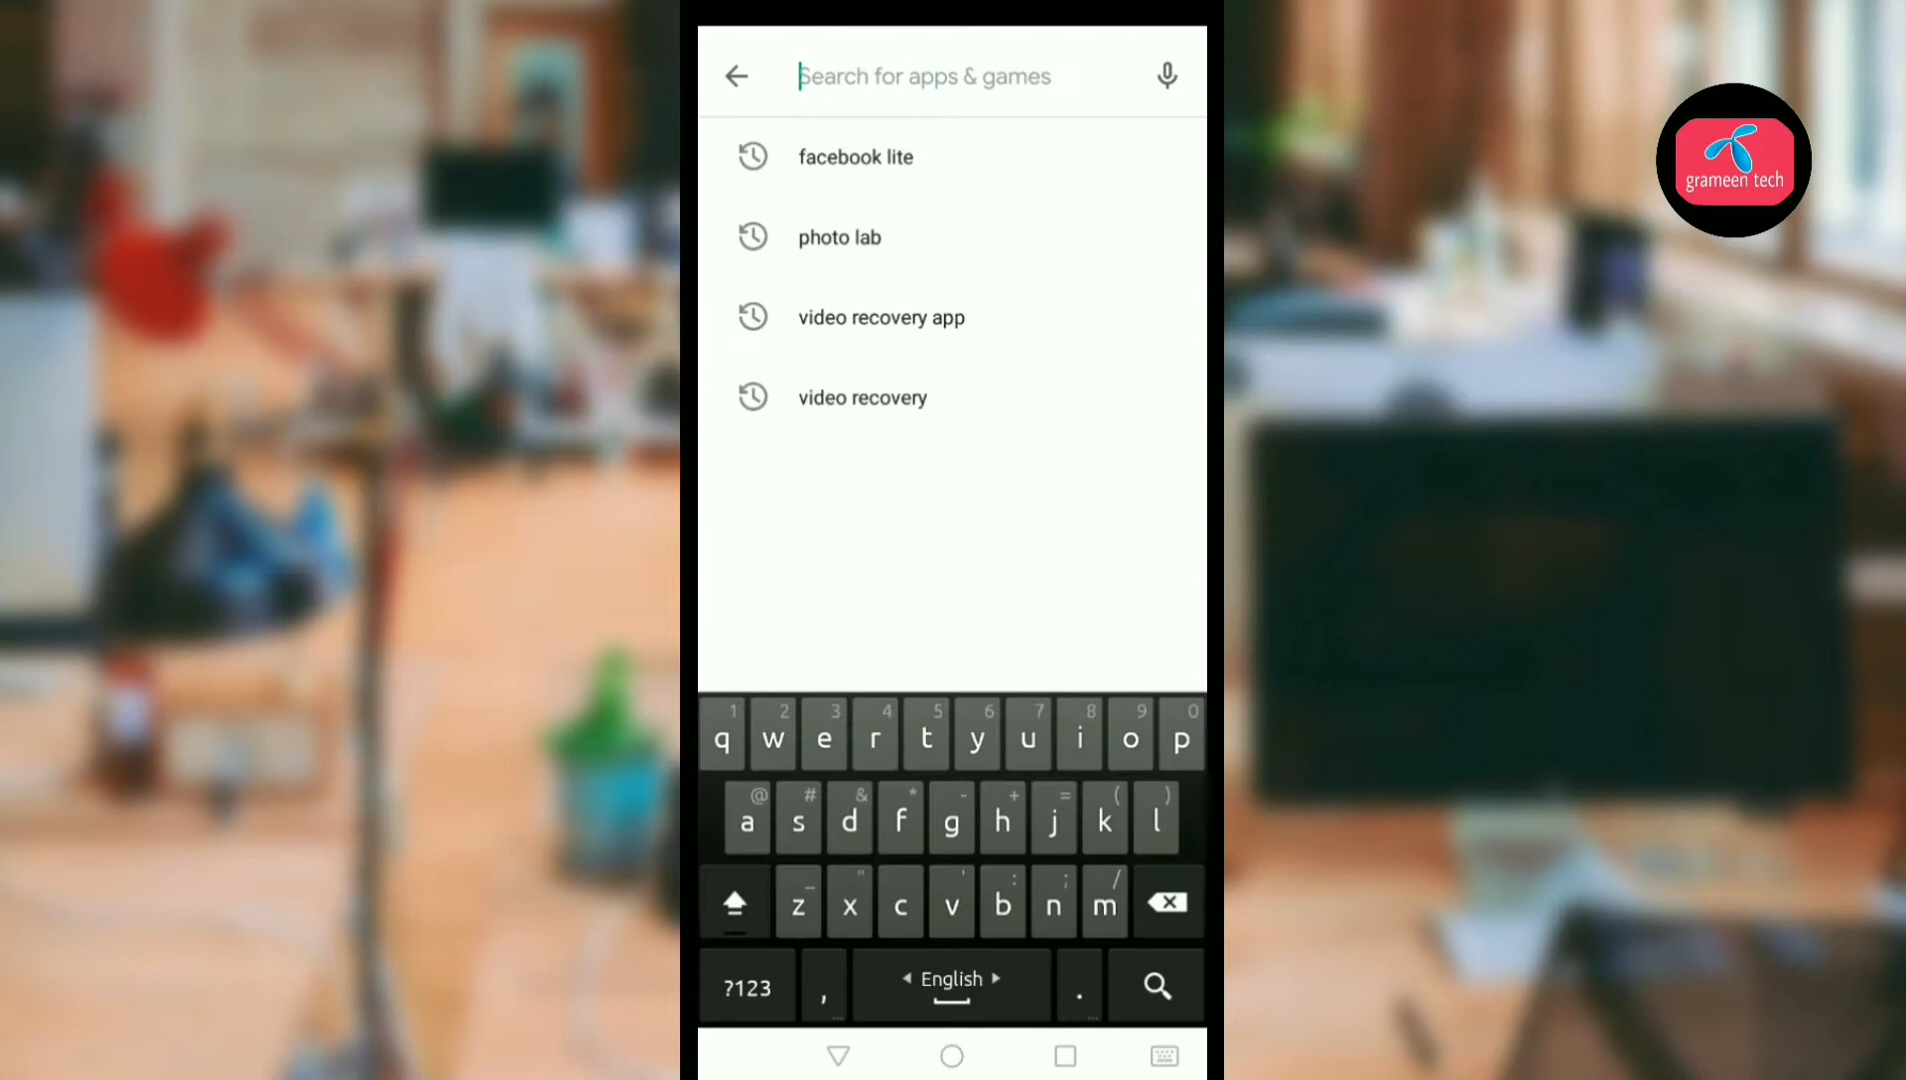 Search for apps & games
grameen tech
facebook lite
photo lab
video recovery app
video recovery
1 2 3 4 5 6 7 8 9 0
q w e r t y u i o p
@ # & * - + = ( )
a s d f g h j k l
_ " ' : ; /
z x c v b n m
?123 , English .